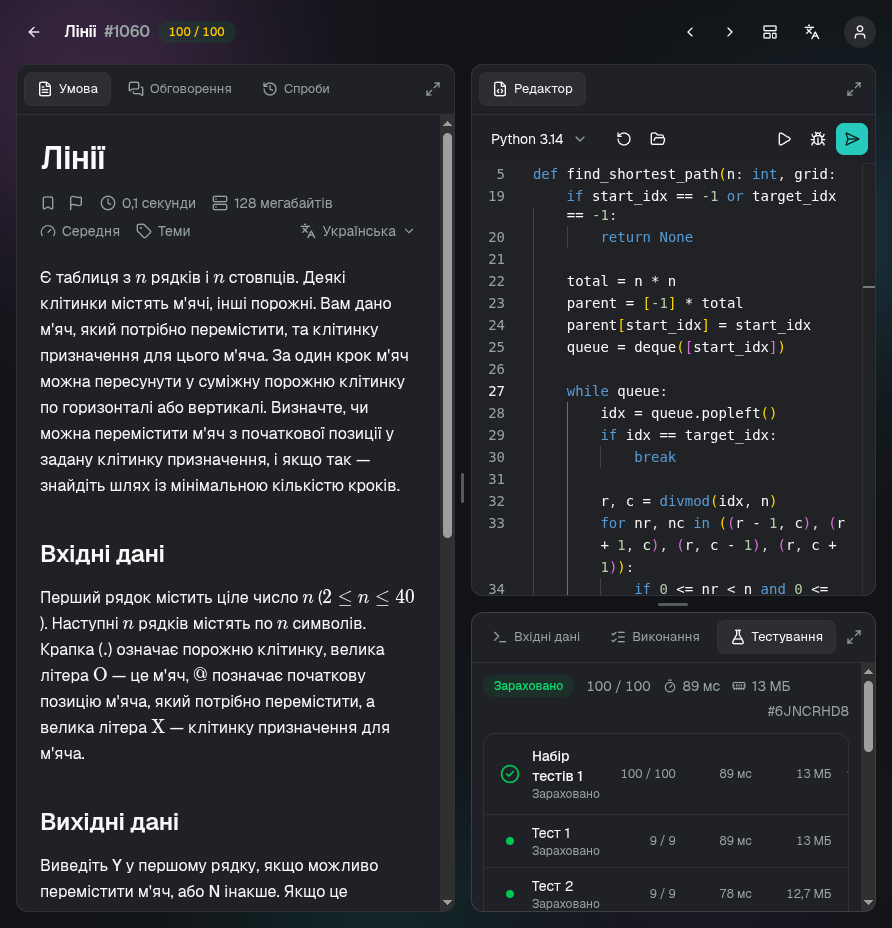 Лінії #1060 100 / 100
Умова Обговорення Спроби
Лінії
0,1 секунди 128 мегабайтів
Середня Теми Українська
Є таблиця з n рядків і n стовпців. Деякі
клітинки містять м'ячі, інші порожні. Вам дано
м'яч, який потрібно перемістити, та клітинку
призначення для цього м'яча. За один крок м'яч
можна пересунути у суміжну порожню клітинку
по горизонталі або вертикалі. Визначте, чи
можна перемістити м'яч з початкової позиції у
задану клітинку призначення, і якщо так —
знайдіть шлях із мінімальною кількістю кроків.
Вхідні дані
Перший рядок містить ціле число n (2 ≤ n ≤ 40
). Наступні n рядків містять по n символів.
Крапка (.) означає порожню клітинку, велика
літера O — це м'яч, @ позначає початкову
позицію м'яча, який потрібно перемістити, а
велика літера X — клітинку призначення для
м'яча.
Вихідні дані
Виведіть Y у першому рядку, якщо можливо
перемістити м'яч, або N інакше. Якщо це
Редактор
Python 3.14
5 def find_shortest_path(n: int, grid:
19 if start_idx == -1 or target_idx
== -1:
20 return None
21
22 total = n * n
23 parent = [-1] * total
24 parent[start_idx] = start_idx
25 queue = deque([start_idx])
26
27 while queue:
28 idx = queue.popleft()
29 if idx == target_idx:
30 break
31
32 r, c = divmod(idx, n)
33 for nr, nc in ((r - 1, c), (r
+ 1, c), (r, c - 1), (r, c +
1)):
34 if 0 <= nr < n and 0 <=
Вхідні дані Виконання Тестування
Зараховано 100 / 100 89 мс 13 МБ
#6JNCRHD8
Набір
тестів 1 100 / 100 89 мс 13 МБ
Зараховано
Тест 1 9 / 9 89 мс 13 МБ
Зараховано
Тест 2 9 / 9 78 мс 12,7 МБ
Зараховано